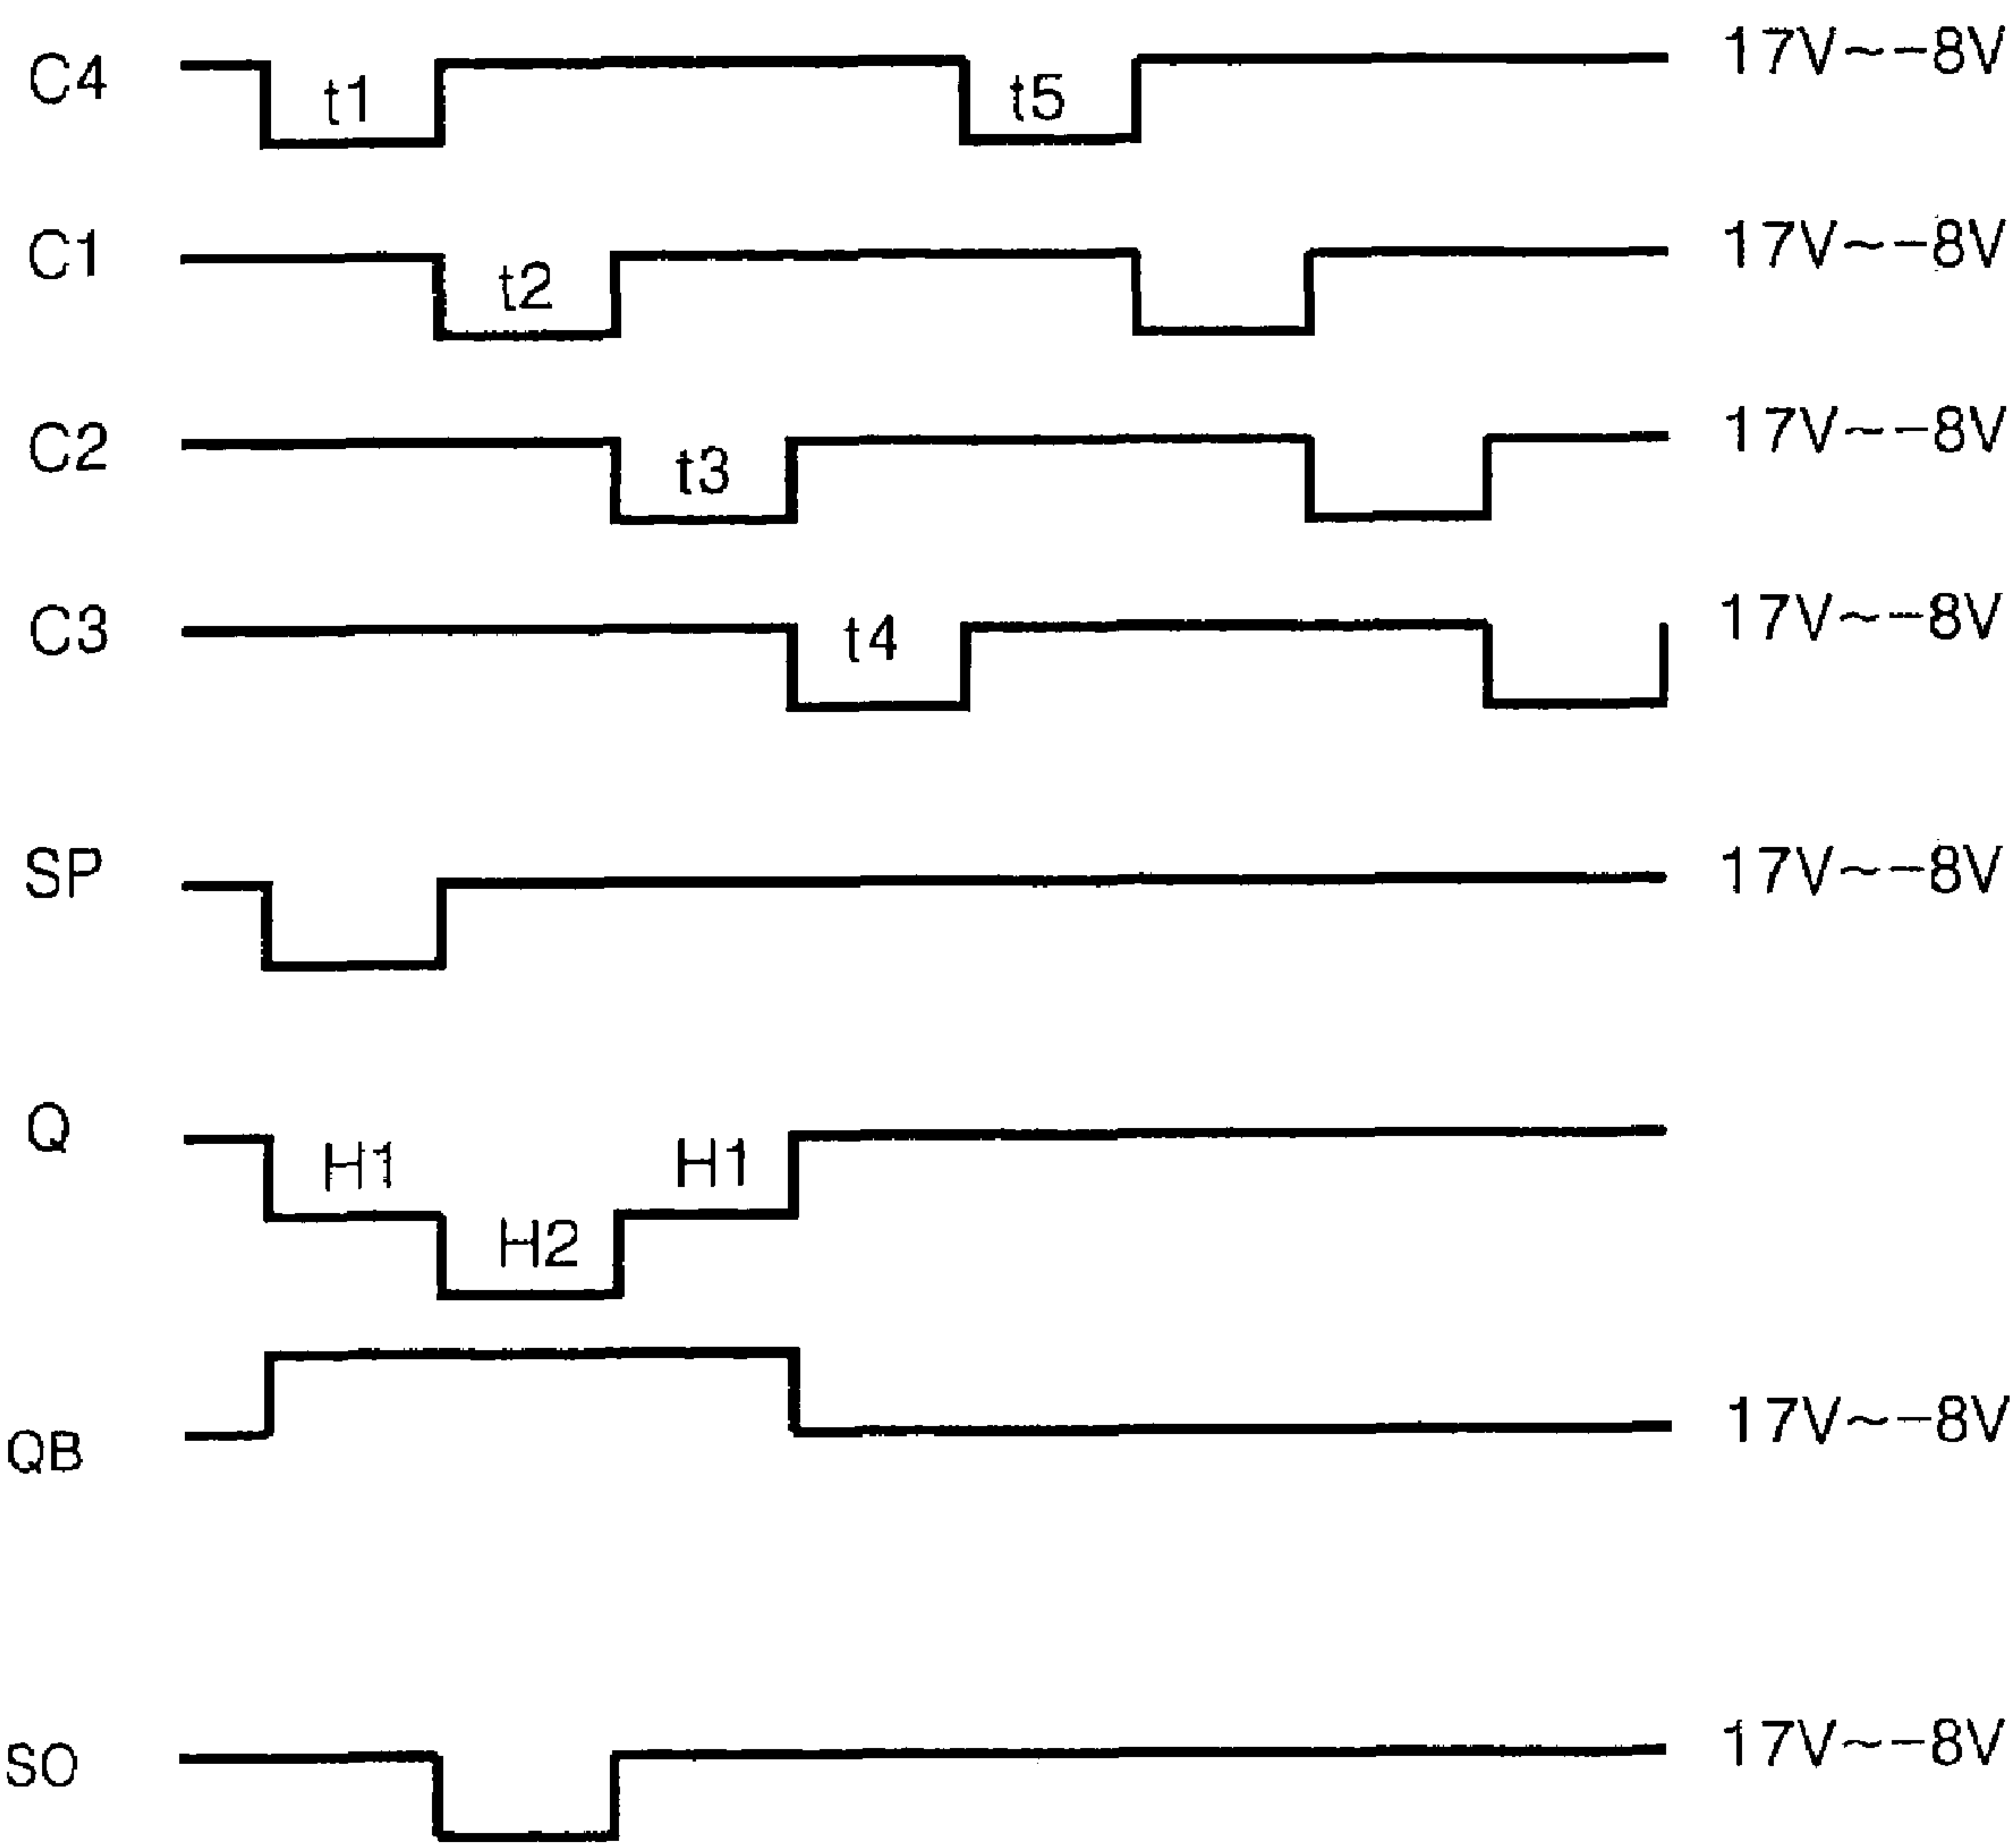 C4 t1 t5 17V~-8V
C1 t2 17V~-8V
C2 t3 17V~-8V
C3 t4 17V~-8V
SP 17V~-8V
Q H1 H2 H1
QB 17V~-8V
SO 17V~-8V